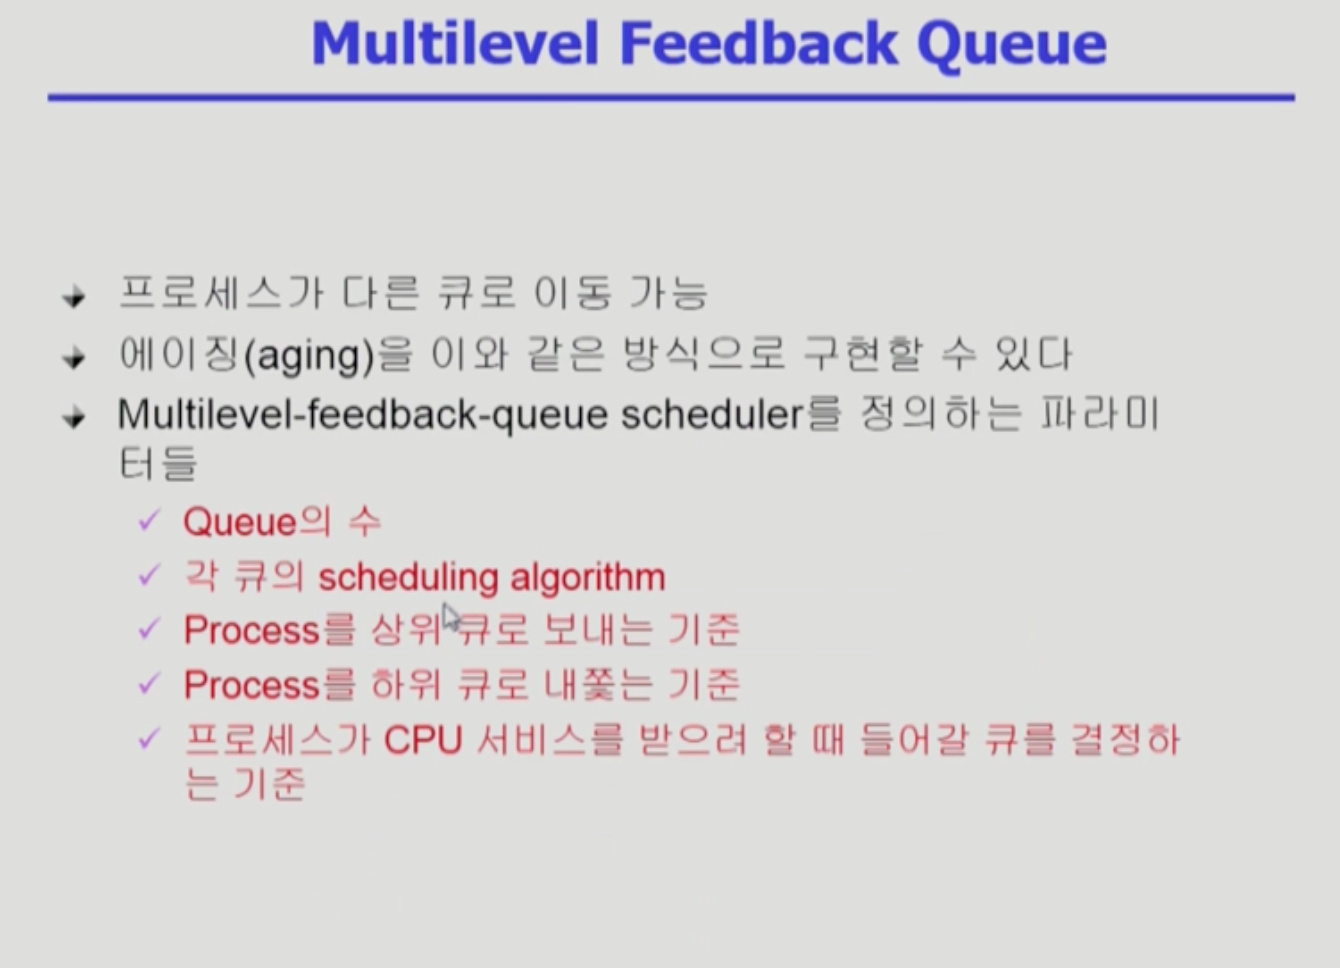 Multilevel Feedback Queue
프로세스가 다른 큐로 이동 가능
에이징(aging)을 이와 같은 방식으로 구현할 수 있다
Multilevel-feedback-queue scheduler를 정의하는 파라미
터들
Queue의 수
각 큐의 scheduling algorithm
Process를 상위 큐로 보내는 기준
Process를 하위 큐로 내쫓는 기준
프로세스가 CPU 서비스를 받으려 할 때 들어갈 큐를 결정하
는 기준